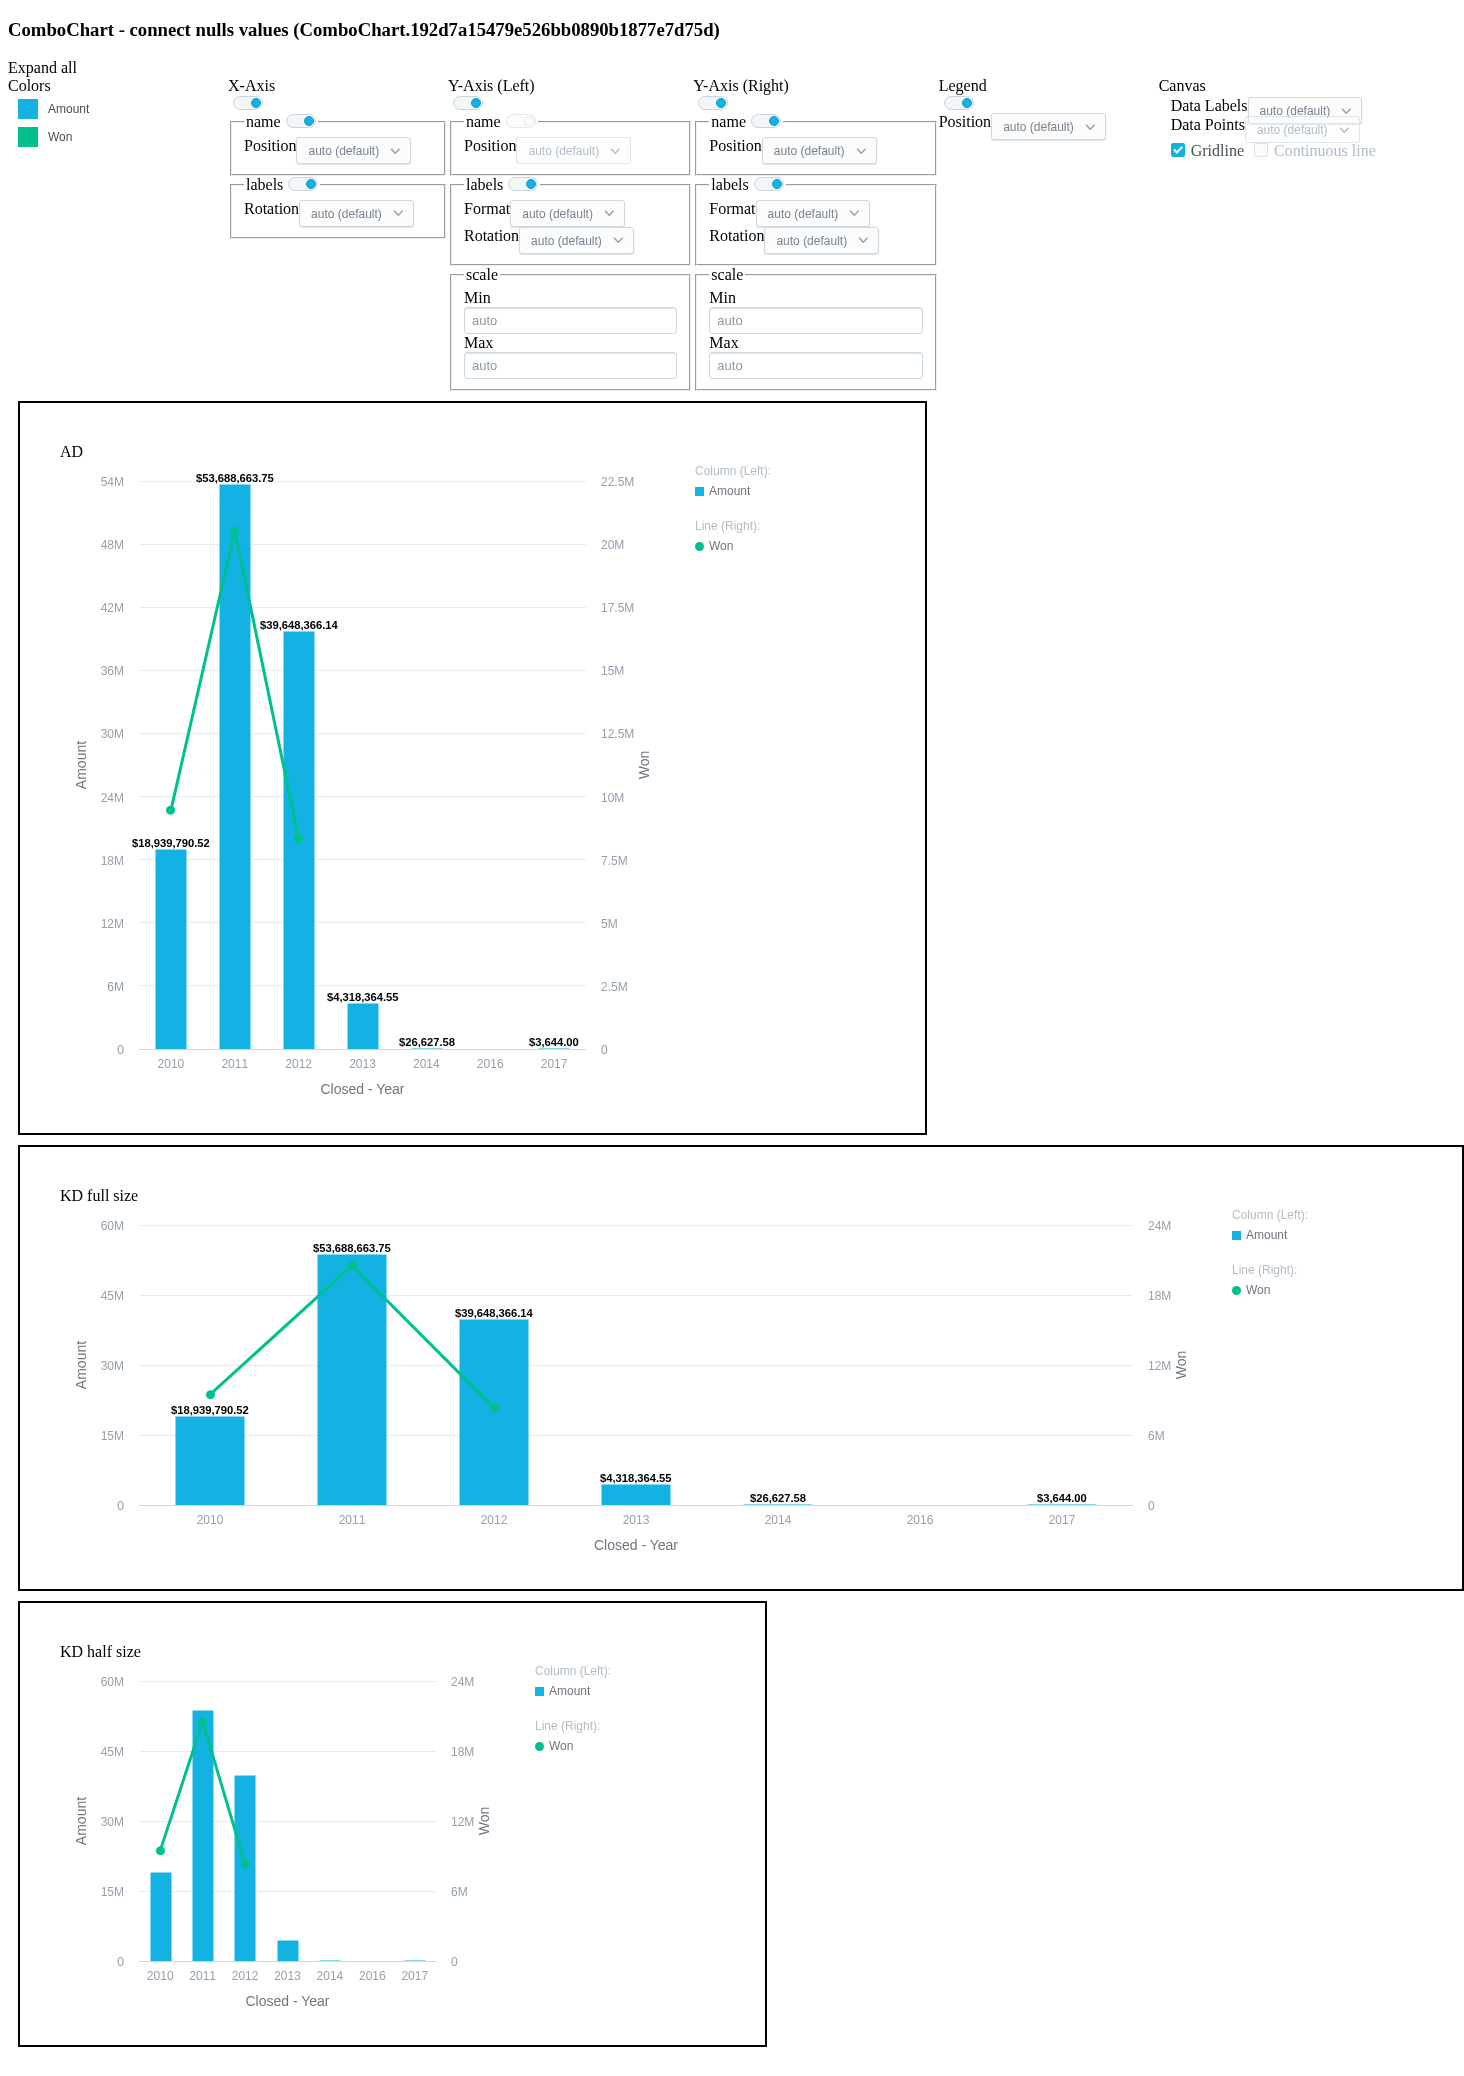 ComboChart - connect nulls values (ComboChart.192d7a15479e526bb0890b1877e7d75d)
Expand all
Colors
Amount
Won
X-Axis
name
Position auto (default)
labels
Rotation auto (default)
Y-Axis (Left)
name
Position auto (default)
labels
Format auto (default)
Rotation auto (default)
scale
Min
auto
Max
auto
Y-Axis (Right)
name
Position auto (default)
labels
Format auto (default)
Rotation auto (default)
scale
Min
auto
Max
auto
Legend
Position auto (default)
Canvas
Data Labels auto (default)
Data Points auto (default)
Gridline Continuous line
AD
54M
48M
42M
36M
30M
24M
18M
12M
6M
0
Amount
$18,939,790.52
$53,688,663.75
$39,648,366.14
$4,318,364.55
$26,627.58
$3,644.00
22.5M
20M
17.5M
15M
12.5M
10M
7.5M
5M
2.5M
0
Won
2010 2011 2012 2013 2014 2016 2017
Closed - Year
Column (Left):
Amount
Line (Right):
Won
KD full size
60M
45M
30M
15M
0
Amount
$18,939,790.52
$53,688,663.75
$39,648,366.14
$4,318,364.55
$26,627.58
$3,644.00
24M
18M
12M
6M
0
Won
2010 2011 2012 2013 2014 2016 2017
Closed - Year
Column (Left):
Amount
Line (Right):
Won
KD half size
60M
45M
30M
15M
0
Amount
24M
18M
12M
6M
0
Won
2010 2011 2012 2013 2014 2016 2017
Closed - Year
Column (Left):
Amount
Line (Right):
Won